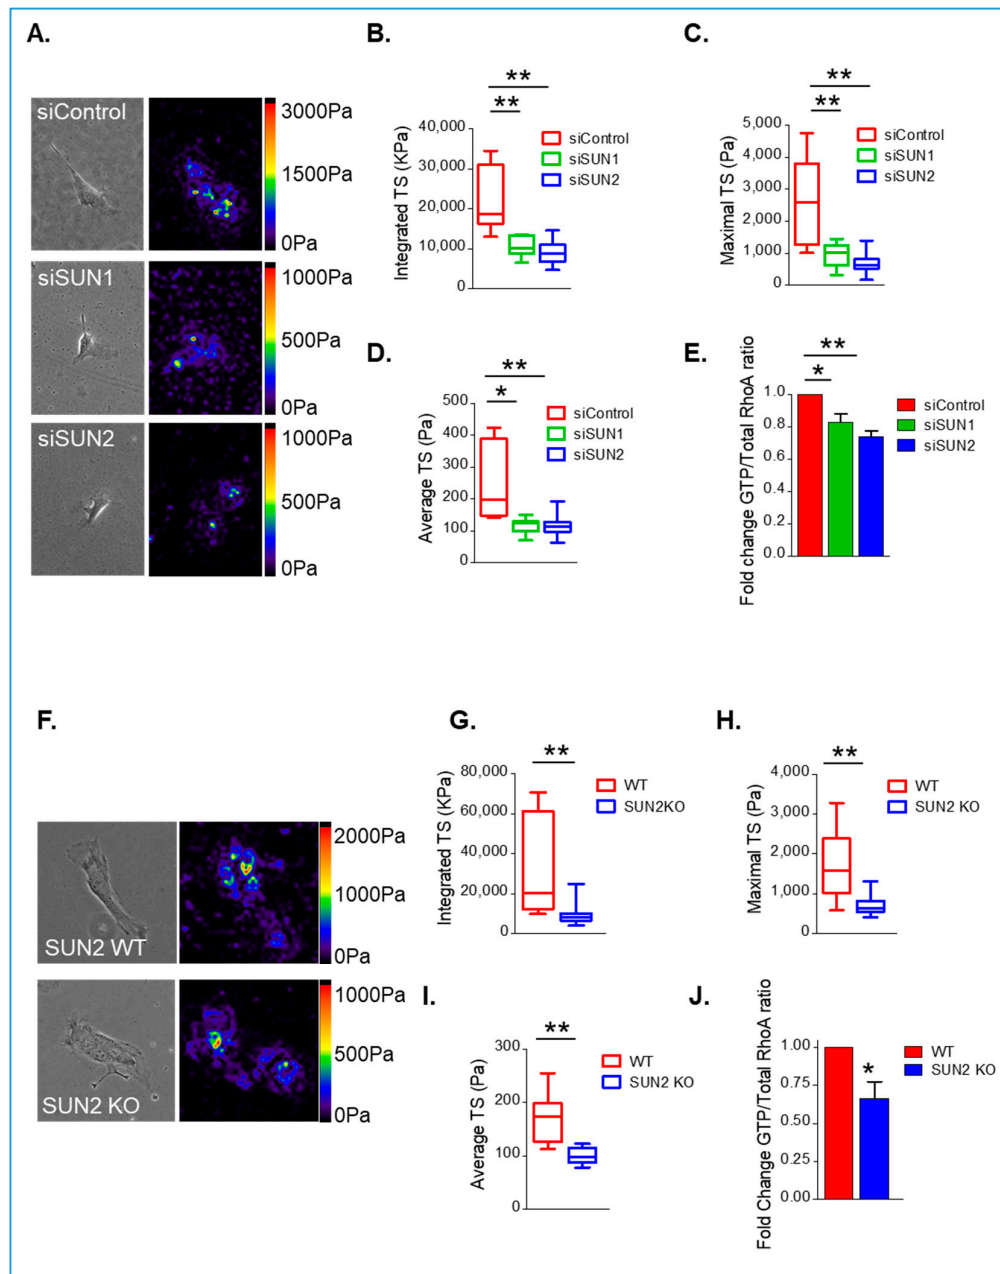 A.
siControl
3000Pa
1500Pa
0Pa
siSUN1
1000Pa
500Pa
0Pa
siSUN2
1000Pa
500Pa
0Pa
B.
**
**
Integrated TS (KPa)
40,000
30,000
20,000
10,000
0
siControl
siSUN1
siSUN2
C.
**
**
Maximal TS (Pa)
5,000
4,000
3,000
2,000
1,000
0
siControl
siSUN1
siSUN2
D.
**
*
Average TS (Pa)
500
400
300
200
100
0
siControl
siSUN1
siSUN2
E.
**
*
Fold change GTP/Total RhoA ratio
1.0
0.8
0.6
0.4
0.2
0.0
siControl
siSUN1
siSUN2
F.
SUN2 WT
2000Pa
1000Pa
0Pa
SUN2 KO
1000Pa
500Pa
0Pa
G.
**
Integrated TS (KPa)
80,000
60,000
40,000
20,000
0
WT
SUN2KO
H.
**
Maximal TS (Pa)
4,000
3,000
2,000
1,000
0
WT
SUN2 KO
I.
**
Average TS (Pa)
300
200
100
0
WT
SUN2 KO
J.
*
Fold Change GTP/Total RhoA ratio
1.00
0.75
0.50
0.25
0.00
WT
SUN2 KO